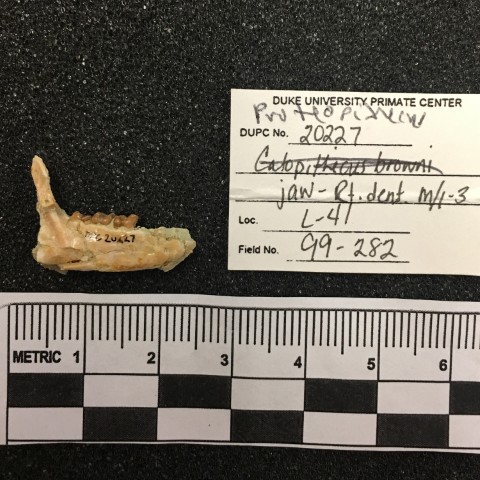 DUKE UNIVERSITY PRIMATE CENTER
Proteopithecus
DUPC No. 20227
Catopithecus browni
jaw - Rt. dent. m/1-3
Loc. L-41
Field No. 99-282
20227
METRIC 1 2 3 4 5 6